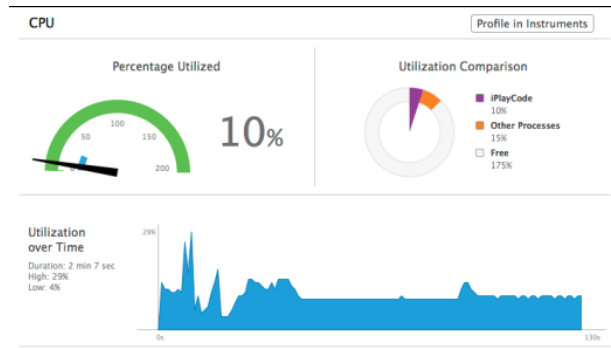 CPU
Profile in Instruments
Percentage Utilized
0
50
100
150
200
10%
Utilization Comparison
iPlayCode
10%
Other Processes
15%
Free
175%
Utilization
over Time
Duration: 2 min 7 sec
High: 29%
Low: 4%
29%
0s
130s